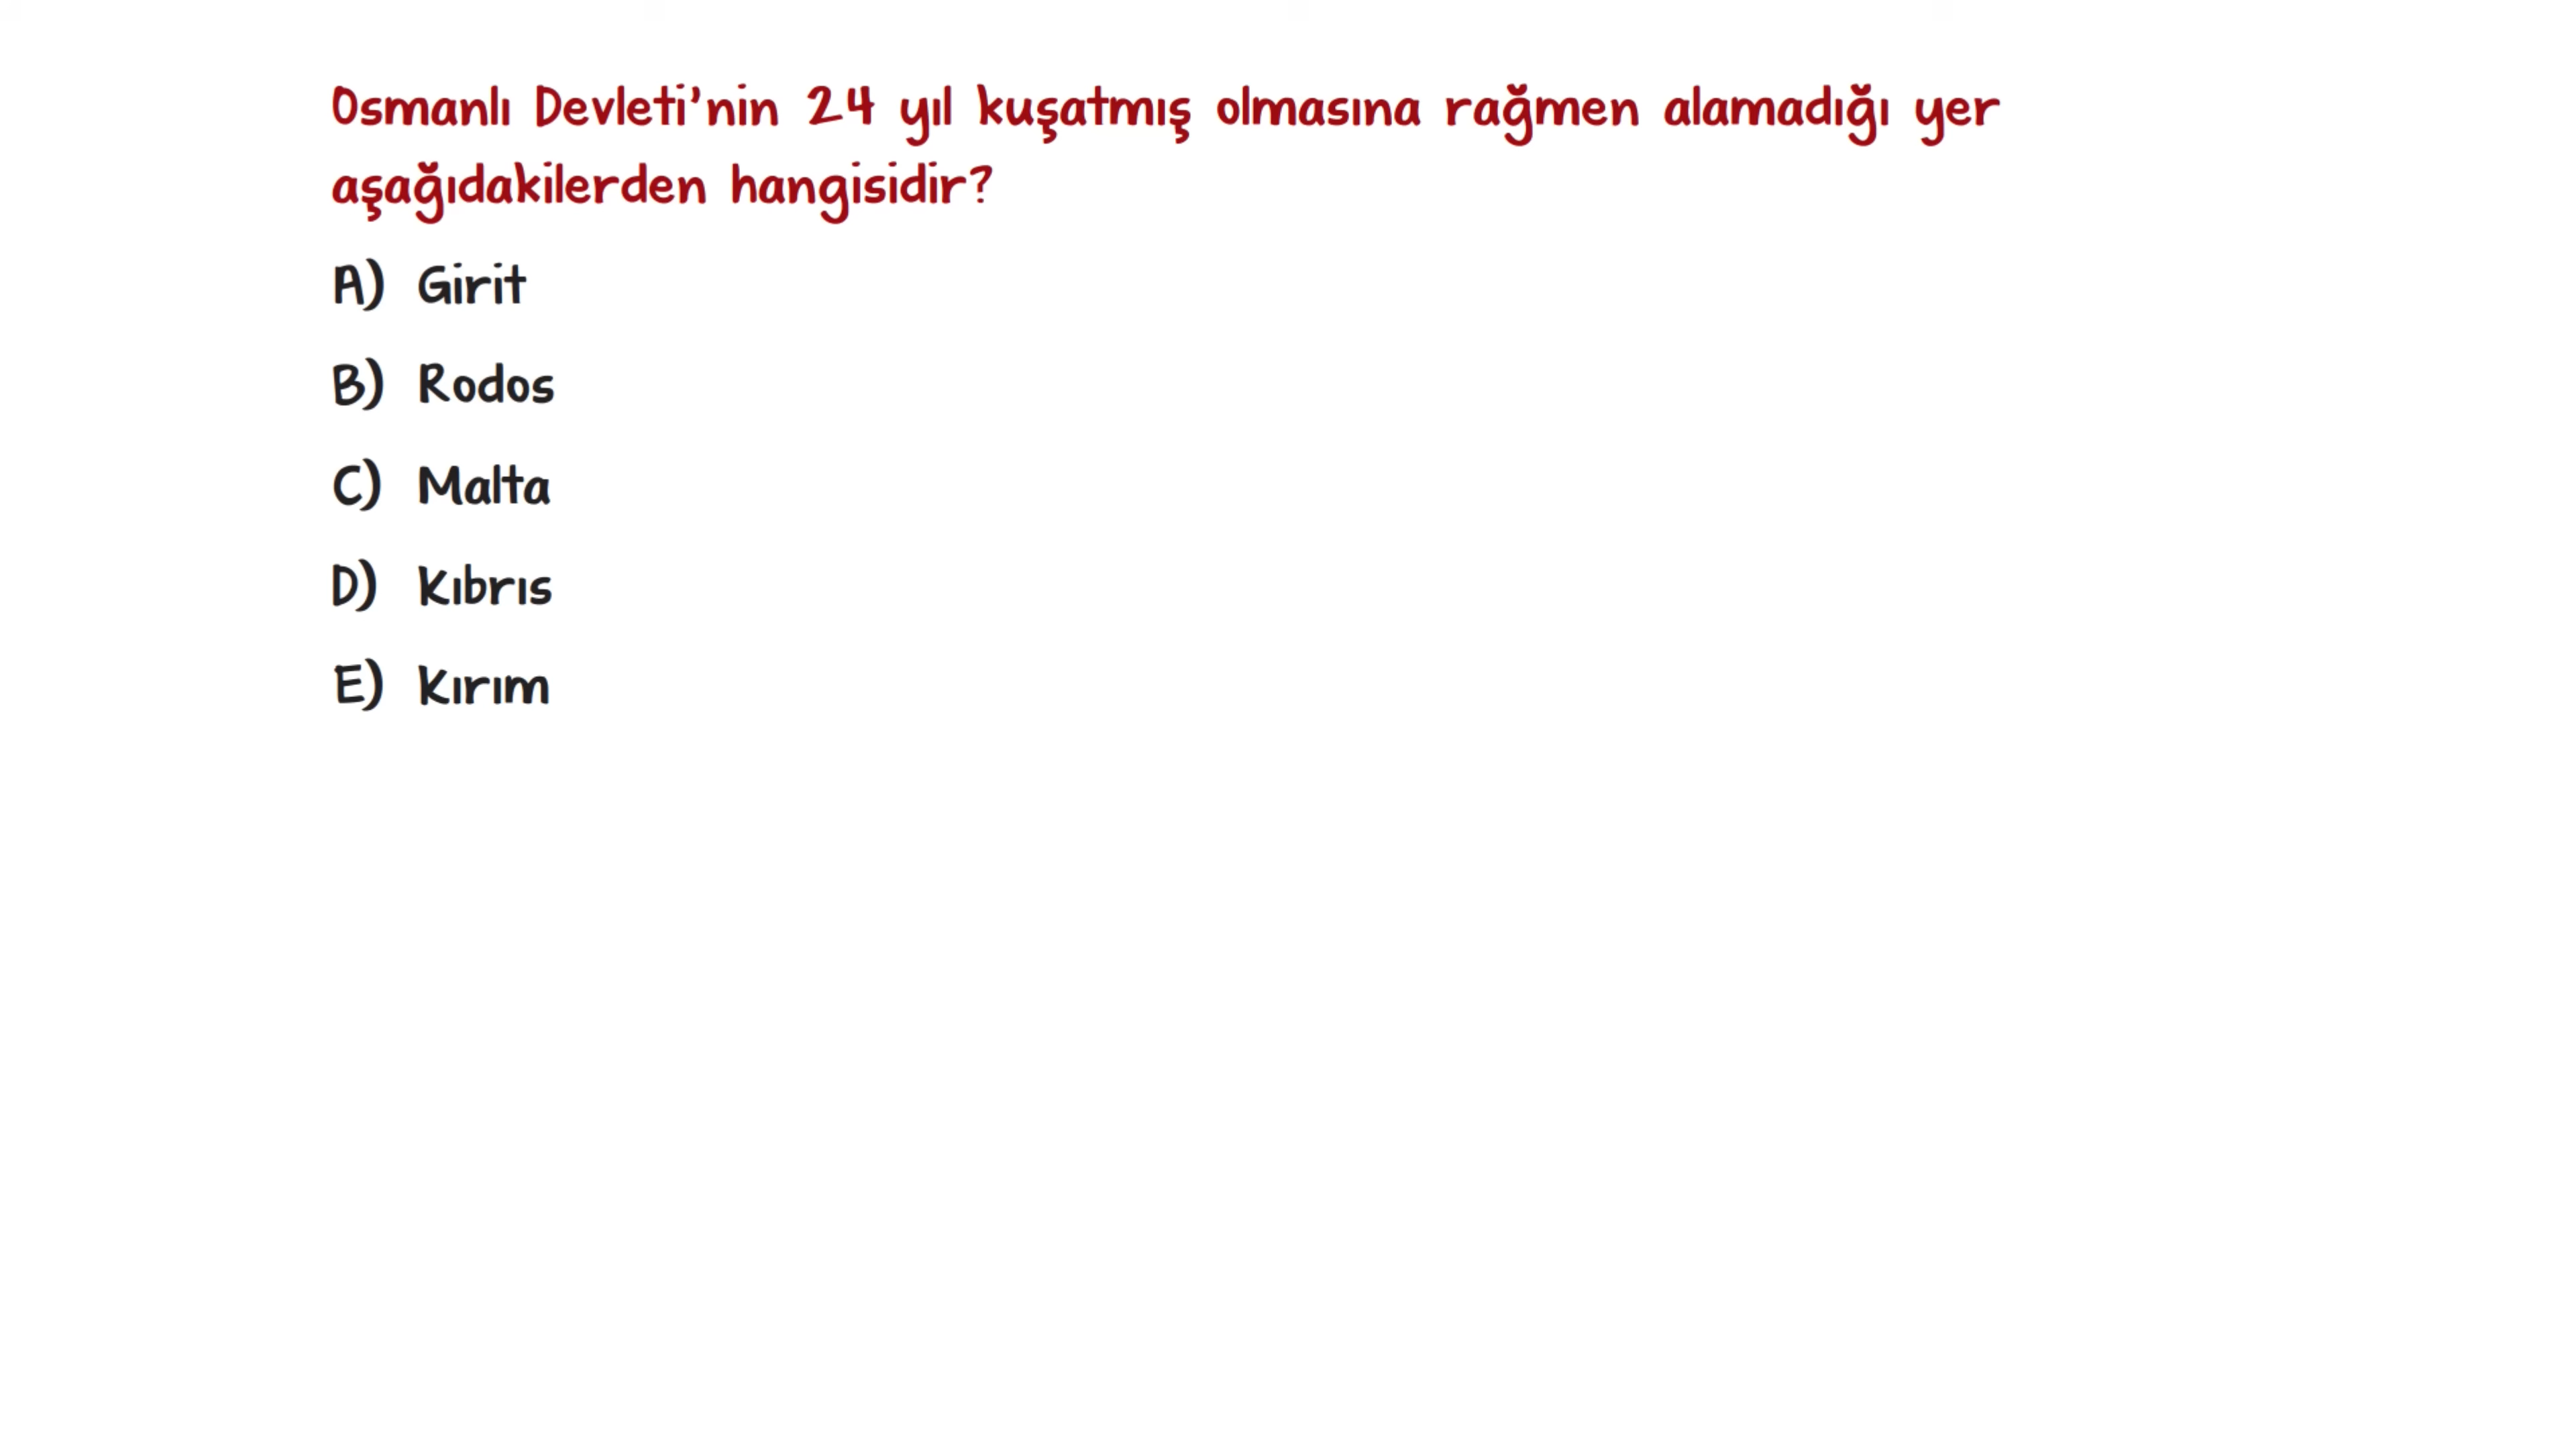 Osmanlı Devleti'nin 24 yıl kuşatmış olmasına rağmen alamadığı yer
aşağıdakilerden hangisidir?
A) Girit
B) Rodos
C) Malta
D) Kıbrıs
E) Kırım